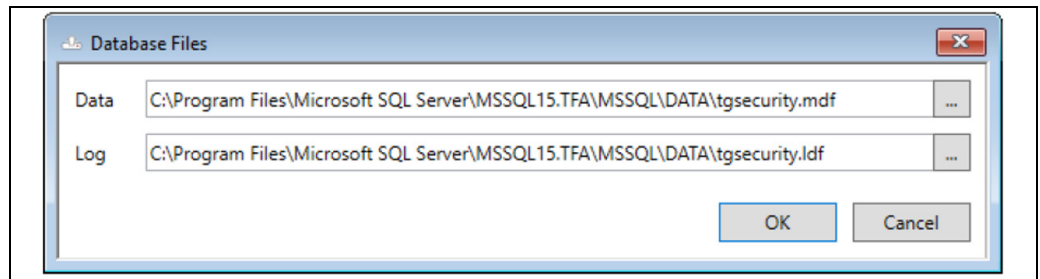 Database Files
Data C:\Program Files\Microsoft SQL Server\MSSQL15.TFA\MSSQL\DATA\tgsecurity.mdf ...
Log C:\Program Files\Microsoft SQL Server\MSSQL15.TFA\MSSQL\DATA\tgsecurity.ldf ...
OK Cancel